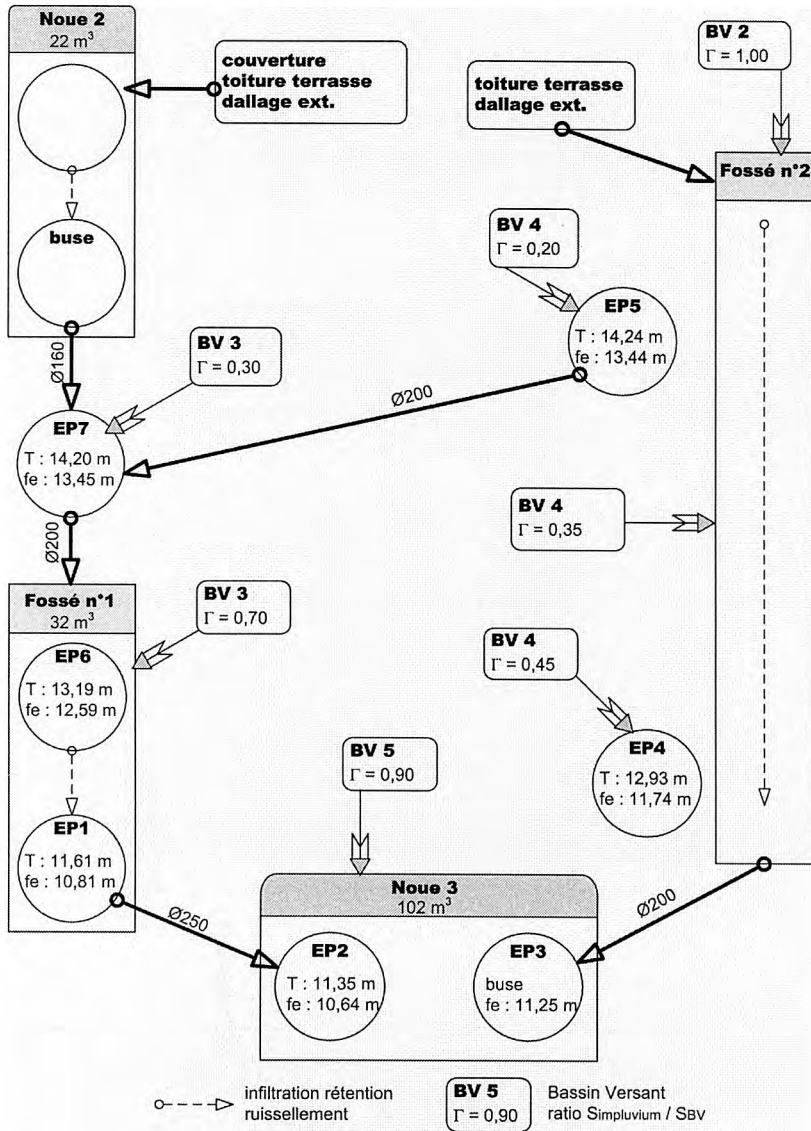 Noue 2
22 m³
couverture
toiture terrasse
dallage ext.
toiture terrasse
dallage ext.
BV 2
Γ = 1,00
Fossé n°2
buse
Ø160
BV 4
Γ = 0,20
EP5
T : 14,24 m
fe : 13,44 m
BV 3
Γ = 0,30
Ø200
EP7
T : 14,20 m
fe : 13,45 m
Ø200
BV 4
Γ = 0,35
Fossé n°1
32 m³
BV 3
Γ = 0,70
EP6
T : 13,19 m
fe : 12,59 m
BV 4
Γ = 0,45
EP4
T : 12,93 m
fe : 11,74 m
BV 5
Γ = 0,90
EP1
T : 11,61 m
fe : 10,81 m
Ø250
Noue 3
102 m³
Ø200
EP2
T : 11,35 m
fe : 10,64 m
EP3
buse
fe : 11,25 m
infiltration rétention
ruissellement
BV 5
Γ = 0,90
Bassin Versant
ratio Simpluvium / SBV